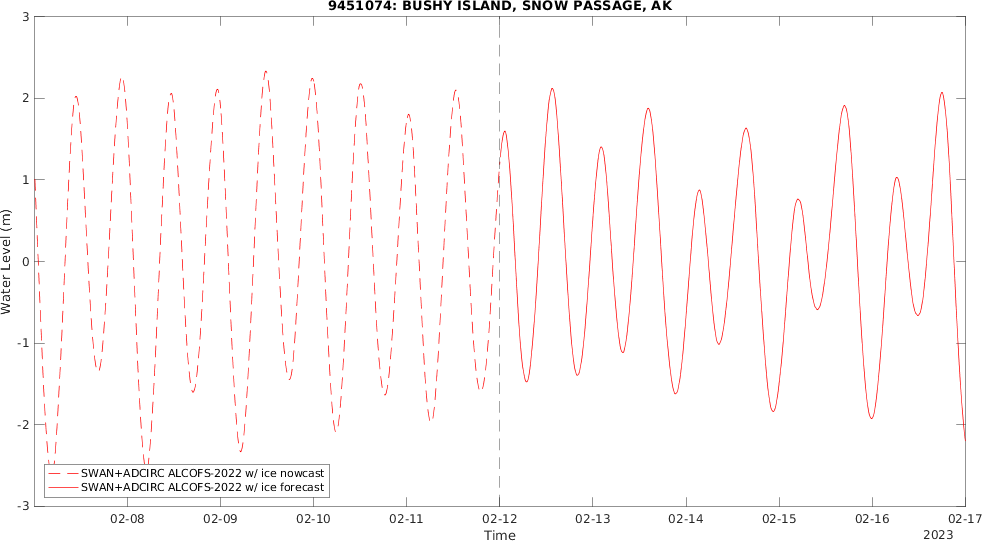 9451074: BUSHY ISLAND, SNOW PASSAGE, AK
3
2
1
0
-1
-2
-3
Water Level (m)
SWAN+ADCIRC ALCOFS-2022 w/ ice nowcast
SWAN+ADCIRC ALCOFS-2022 w/ ice forecast
02-08 02-09 02-10 02-11 02-12 02-13 02-14 02-15 02-16 02-17
Time
2023